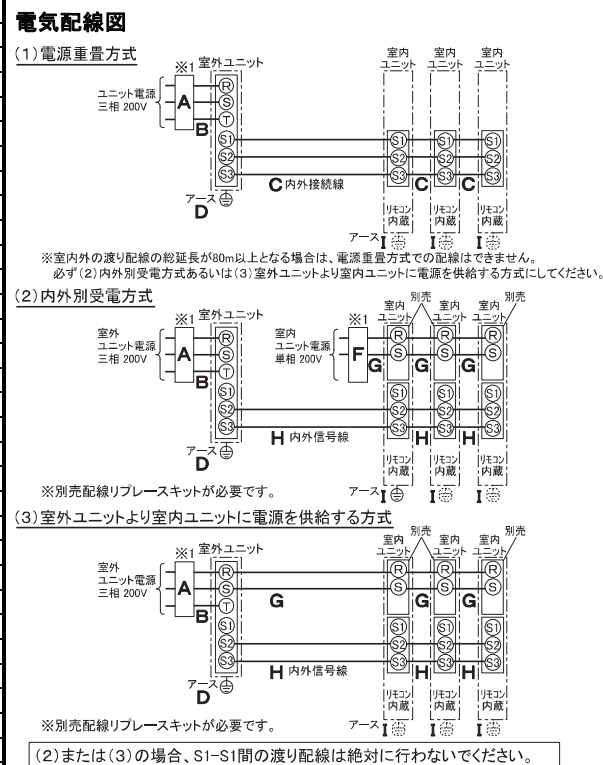 電気配線図
(1)電源重畳方式
※1 室外ユニット
室内ユニット 室内ユニット 室内ユニット
ユニット電源
三相 200V
A
B
R
S
T
S1
S2
S3
S1 S1 S1
S2 S2 S2
S3 S3 S3
C 内外接続線 C C
アース
D
リモコン内蔵 リモコン内蔵 リモコン内蔵
アース I I I
※室内外の渡り配線の総延長が80m以上となる場合は、電源重畳方式での配線はできません。
必ず(2)内外別受電方式あるいは(3)室外ユニットより室内ユニットに電源を供給する方式にしてください。
(2)内外別受電方式
※1 室外ユニット
※1
室内ユニット 別売 室内ユニット 室内ユニット 別売
室外
ユニット電源
三相 200V
A
B
R
S
T
S1
S2
S3
室内
ユニット電源
単相 200V
F
G G G
R R R
S S S
S1 S1 S1
S2 S2 S2
S3 S3 S3
H 内外信号線 H H
アース
D
リモコン内蔵 リモコン内蔵 リモコン内蔵
※別売配線リプレースキットが必要です。
アース I I I
(3)室外ユニットより室内ユニットに電源を供給する方式
※1 室外ユニット
室内ユニット 別売 室内ユニット 室内ユニット 別売
室外
ユニット電源
三相 200V
A
B
R
S
T
S1
S2
S3
G G G
R R R
S S S
S1 S1 S1
S2 S2 S2
S3 S3 S3
H 内外信号線 H H
アース
D
リモコン内蔵 リモコン内蔵 リモコン内蔵
※別売配線リプレースキットが必要です。
アース I I I
(2)または(3)の場合、S1-S1間の渡り配線は絶対に行わないでください。